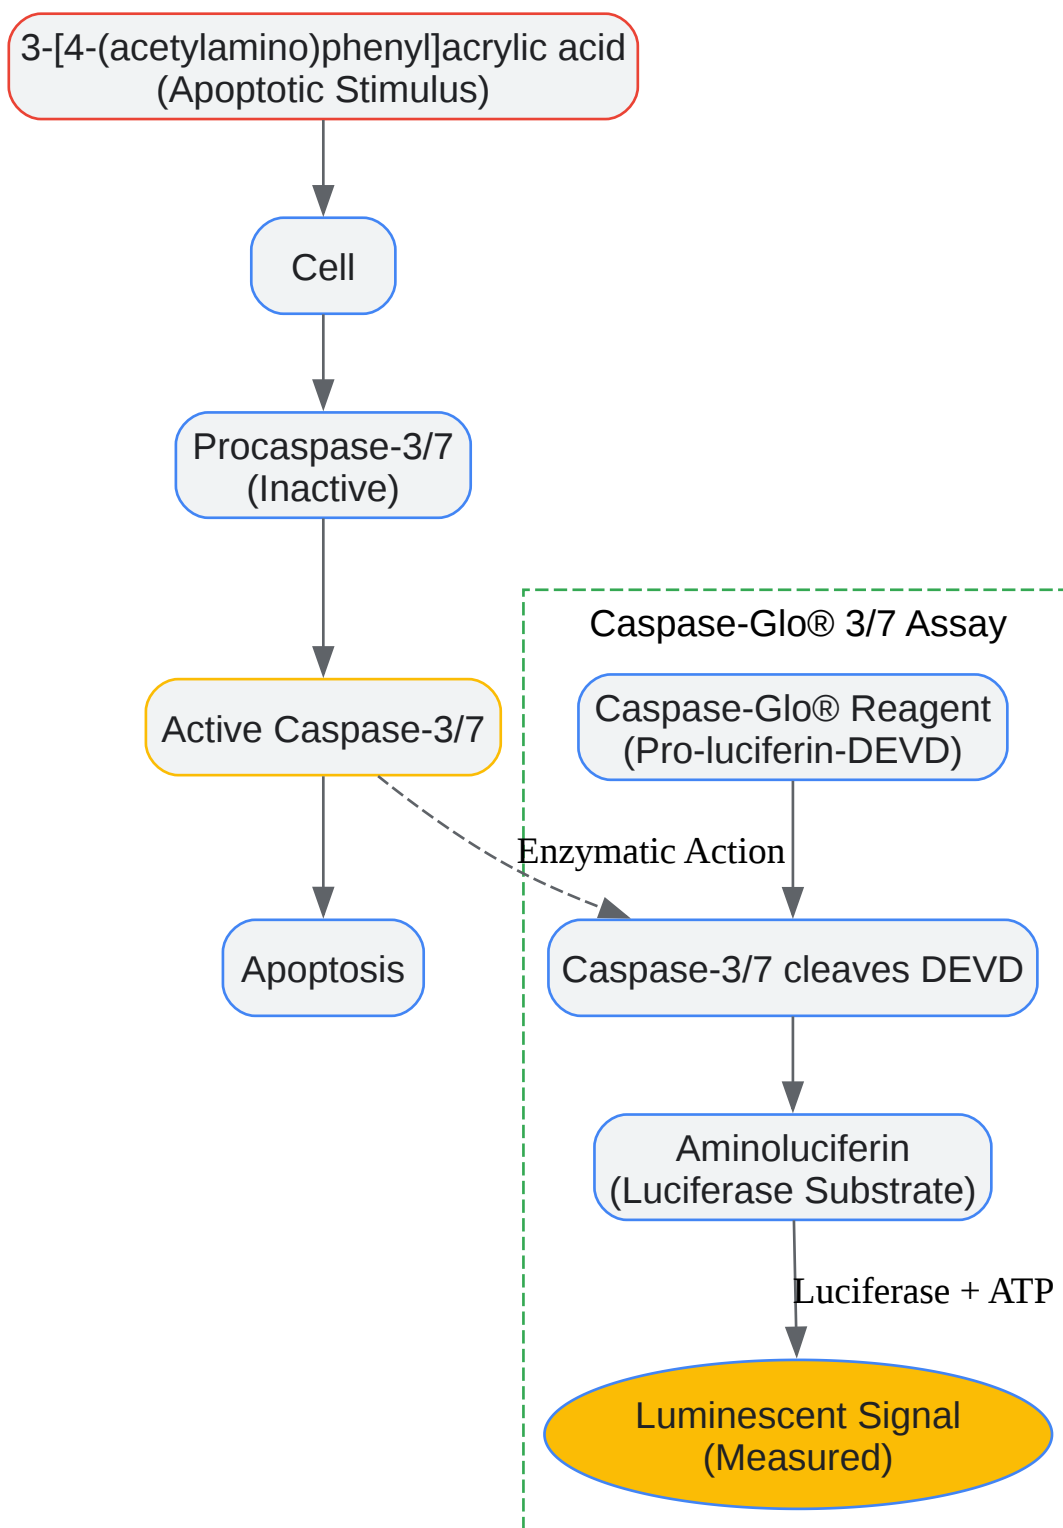 3-[4-(acetylamino)phenyl]acrylic acid
(Apoptotic Stimulus)
Cell
Procaspase-3/7
(Inactive)
Caspase-Glo® 3/7 Assay
Active Caspase-3/7
Caspase-Glo® Reagent
(Pro-luciferin-DEVD)
Enzymatic Action
Apoptosis
Caspase-3/7 cleaves DEVD
Aminoluciferin
(Luciferase Substrate)
Luciferase + ATP
Luminescent Signal
(Measured)